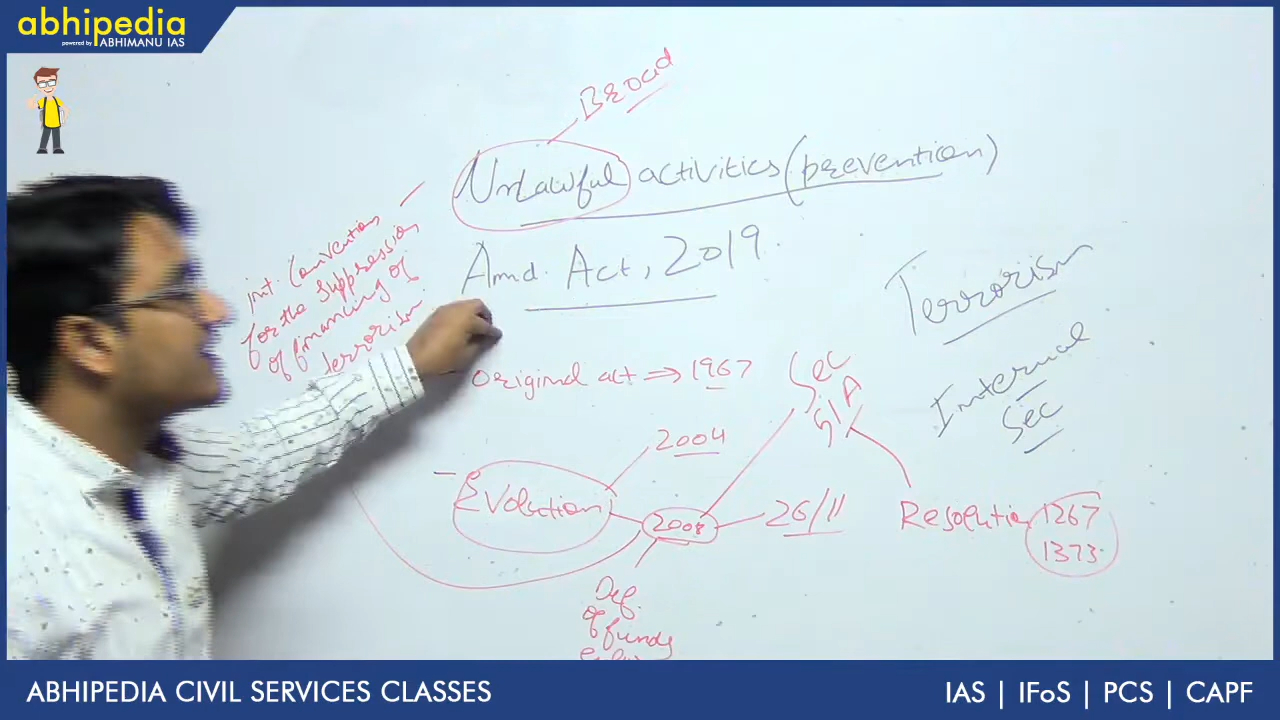 abhipedia
powered by ABHIMANU IAS
Broad
Unlawful activities (prevention)
Amd. Act, 2019.
int. Convention
for the suppression
of financing of
terrorism
Terrorism
Internal
Sec
original act ⇒ 1967
Sec
51A
2004
Evolution
2008
26/11
Resolution 1267
1373
Def.
of funds
ABHIPEDIA CIVIL SERVICES CLASSES
IAS | IFoS | PCS | CAPF